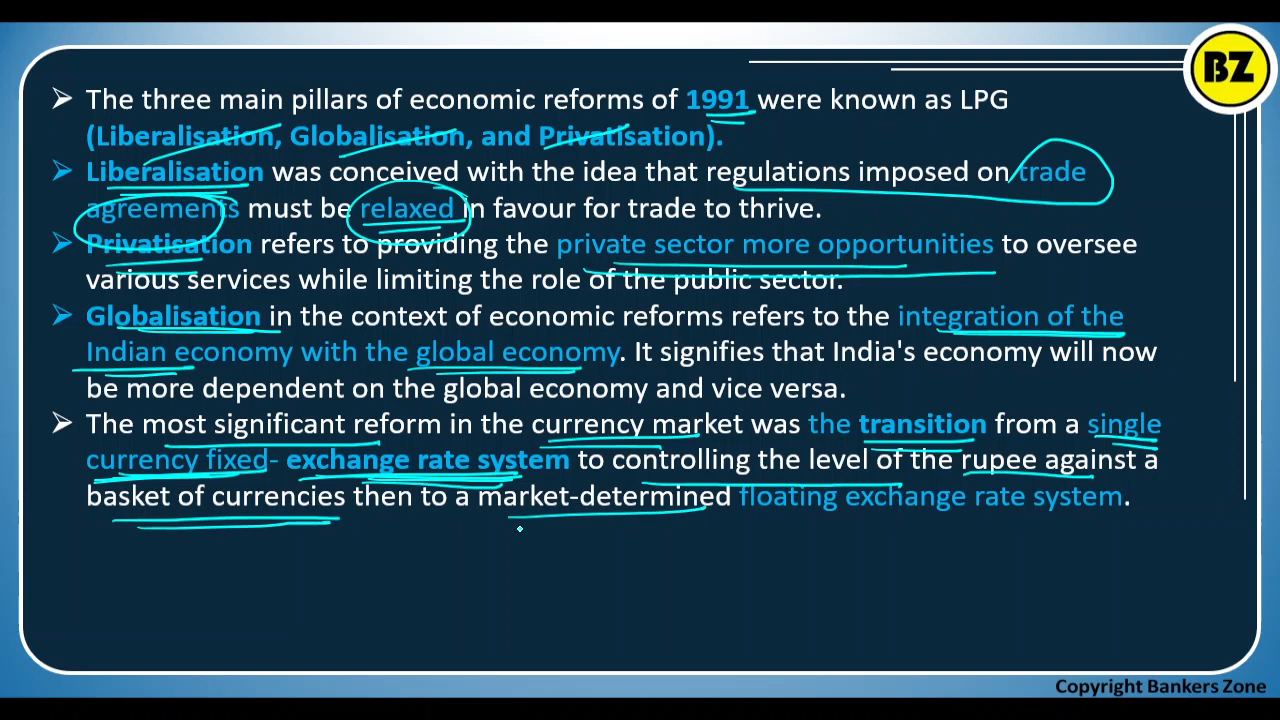 BZ
➤ The three main pillars of economic reforms of 1991 were known as LPG
(Liberalisation, Globalisation, and Privatisation).
➤ Liberalisation was conceived with the idea that regulations imposed on trade
agreements must be relaxed in favour for trade to thrive.
➤ Privatisation refers to providing the private sector more opportunities to oversee
various services while limiting the role of the public sector.
➤ Globalisation in the context of economic reforms refers to the integration of the
Indian economy with the global economy. It signifies that India's economy will now
be more dependent on the global economy and vice versa.
➤ The most significant reform in the currency market was the transition from a single
currency fixed- exchange rate system to controlling the level of the rupee against a
basket of currencies then to a market-determined floating exchange rate system.
Copyright Bankers Zone